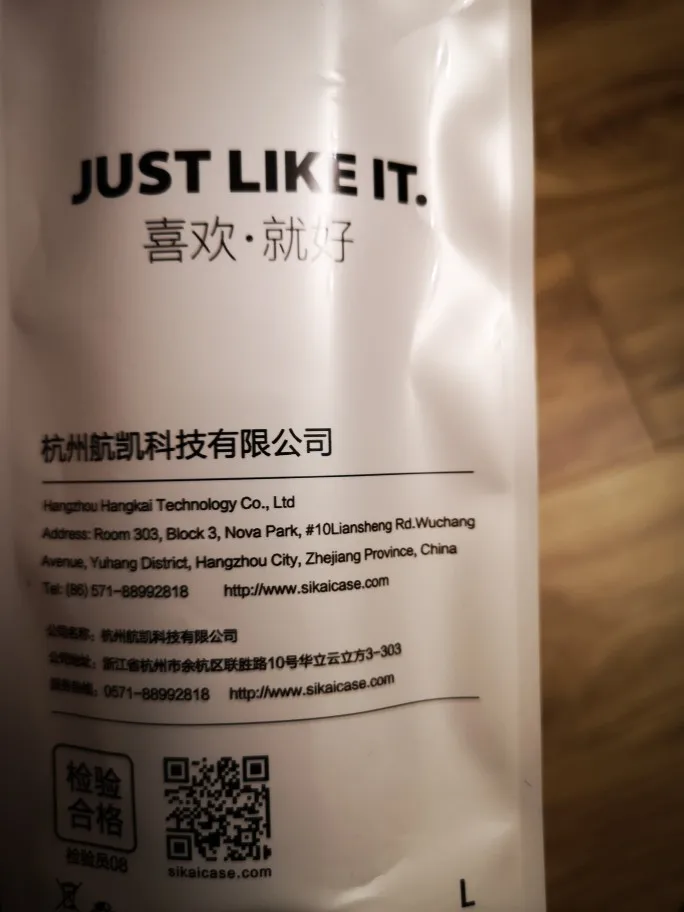 JUST LIKE IT.
喜欢·就好
杭州航凯科技有限公司
Hangzhou Hangkai Technology Co., Ltd
Address: Room 303, Block 3, Nova Park, #10Liansheng Rd.Wuchang
Avenue, Yuhang District, Hangzhou City, Zhejiang Province, China
Tel: (86) 571-88992818 http://www.sikaicase.com
公司名称: 杭州航凯科技有限公司
公司地址: 浙江省杭州市余杭区联胜路10号华立云立方3-303
0571-88992818 http://www.sikaicase.com
检验
合格
检验员08
sikaicase.com
L